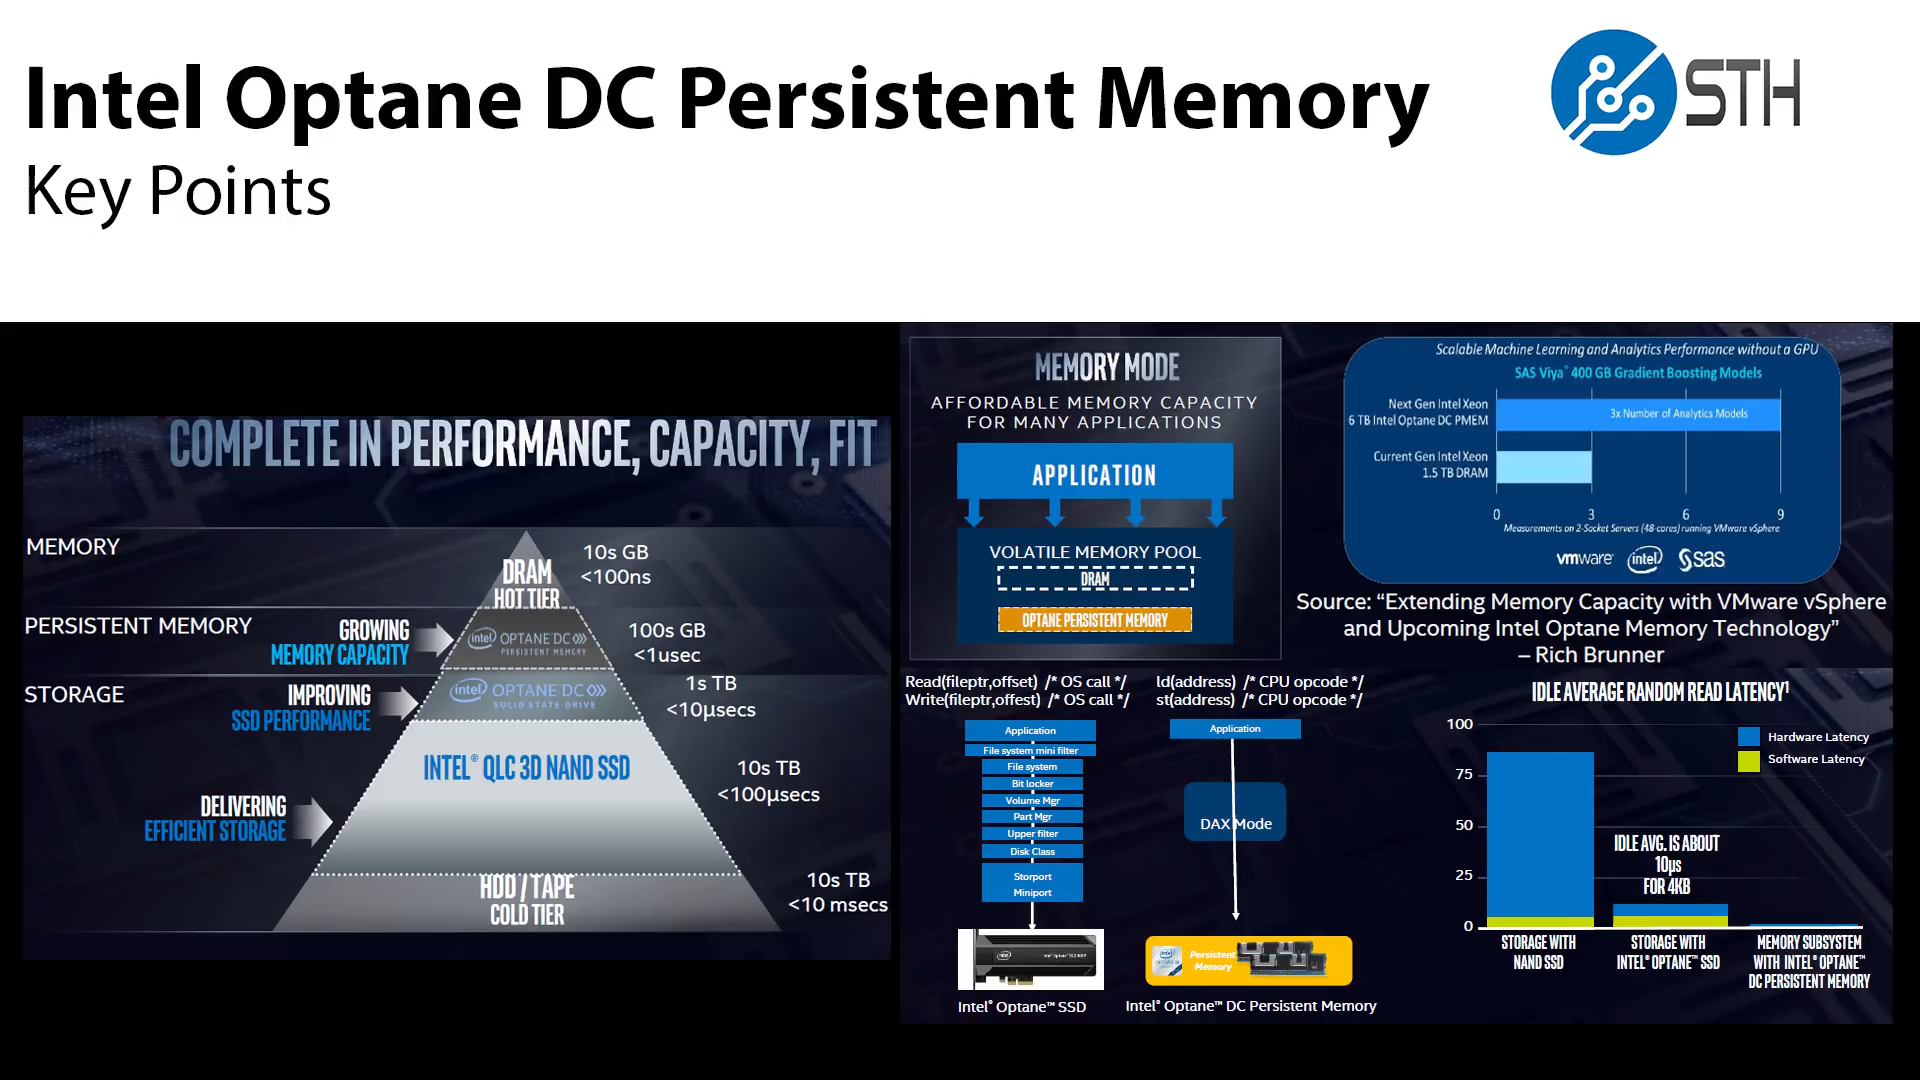 Intel Optane DC Persistent Memory
Key Points
STH
COMPLETE IN PERFORMANCE, CAPACITY, FIT
MEMORY
DRAM
HOT TIER
10s GB
<100ns
PERSISTENT MEMORY
GROWING
MEMORY CAPACITY
intel OPTANE DC
PERSISTENT MEMORY
100s GB
<1usec
STORAGE
IMPROVING
SSD PERFORMANCE
intel OPTANE DC
SOLID STATE DRIVE
1s TB
<10µsecs
INTEL® QLC 3D NAND SSD
10s TB
<100µsecs
DELIVERING
EFFICIENT STORAGE
HDD / TAPE
COLD TIER
10s TB
<10 msecs
MEMORY MODE
AFFORDABLE MEMORY CAPACITY
FOR MANY APPLICATIONS
APPLICATION
VOLATILE MEMORY POOL
DRAM
OPTANE PERSISTENT MEMORY
Scalable Machine Learning and Analytics Performance without a GPU
SAS Viya® 400 GB Gradient Boosting Models
Next Gen Intel Xeon
6 TB Intel Optane DC PMEM
3x Number of Analytics Models
Current Gen Intel Xeon
1.5 TB DRAM
0 3 6 9
Measurements on 2-Socket Servers (48-cores) running VMware vSphere
vmware intel sas
Source: “Extending Memory Capacity with VMware vSphere
and Upcoming Intel Optane Memory Technology”
– Rich Brunner
Read(fileptr,offset) /* OS call */
Write(fileptr,offest) /* OS call */
Application
File system mini filter
File system
Bit locker
Volume Mgr
Part Mgr
Upper filter
Disk Class
Storport
Miniport
intel
Intel® Optane™ SSD
ld(address) /* CPU opcode */
st(address) /* CPU opcode */
Application
DAX Mode
Persistent
Memory
Intel® Optane™ DC Persistent Memory
IDLE AVERAGE RANDOM READ LATENCY¹
100
75
50
25
0
Hardware Latency
Software Latency
IDLE AVG. IS ABOUT
10µs
FOR 4KB
STORAGE WITH
NAND SSD
STORAGE WITH
INTEL® OPTANE™ SSD
MEMORY SUBSYSTEM
WITH INTEL® OPTANE™
DC PERSISTENT MEMORY